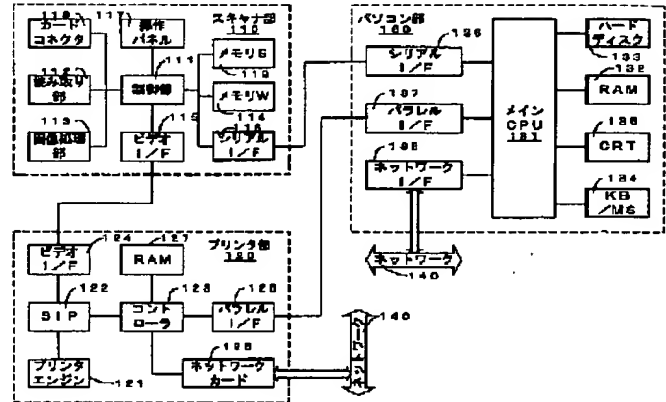 118
カード
コネクタ
117
操作
パネル
スキャナ部
110
112
読み取り
部
111
制御部
メモリS
119
メモリW
114
113
画像処理
部
115
ビデオ
I/F
116
シリアル
I/F
パソコン部
シリアル
I/F
136
137
パラレル
I/F
ネットワーク
I/F
メイン
CPU
131
ハード
ディスク
133
132
RAM
CRT
134
KB
/MS
ネットワーク
140
124
ビデオ
I/F
127
RAM
プリンタ部
120
122
コント
ローラ
123
パラレル
I/F
プリンタ
エンジン
121
ネットワーク
カード
140
ネットワーク